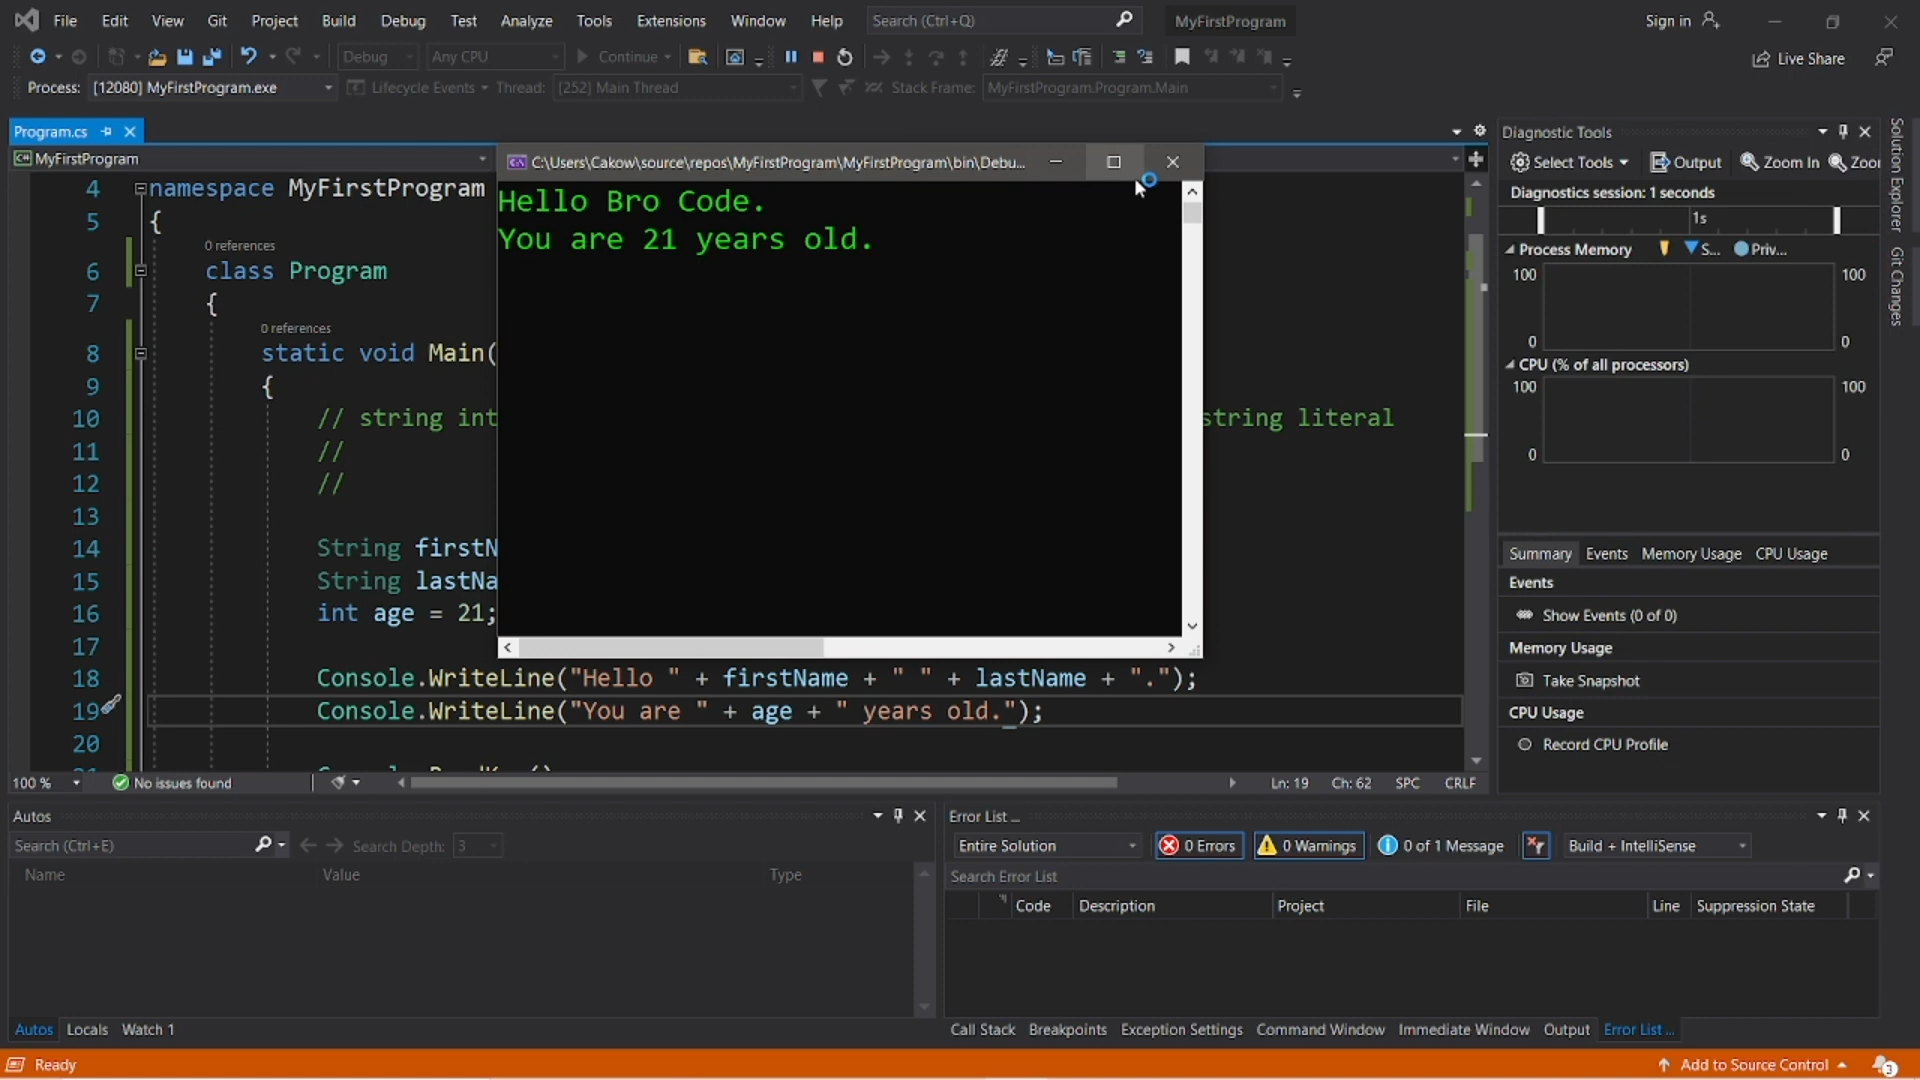 File Edit View Git Project Build Debug Test Analyze Tools Extensions Window Help Search (Ctrl+Q) MyFirstProgram Sign in
Debug Any CPU Continue Live Share
Process: [12080] MyFirstProgram.exe Lifecycle Events Thread: [252] Main Thread Stack Frame: MyFirstProgram.Program.Main
Program.cs
MyFirstProgram
C:\Users\Cakow\source\repos\MyFirstProgram\MyFirstProgram\bin\Debu...
Hello Bro Code.
You are 21 years old.
4 namespace MyFirstProgram
5 {
0 references
6 class Program
7 {
0 references
8 static void Main(
9 {
10 // string int string literal
11 //
12 //
13
14 String firstN
15 String lastNa
16 int age = 21;
17
18 Console.WriteLine("Hello " + firstName + " " + lastName + ".");
19 Console.WriteLine("You are " + age + " years old.");
20
100 % No issues found Ln: 19 Ch: 62 SPC CRLF
Diagnostic Tools
Select Tools Output Zoom In Zoo
Diagnostics session: 1 seconds
1s
Process Memory S... Priv...
100 100
0 0
CPU (% of all processors)
100 100
0 0
Summary Events Memory Usage CPU Usage
Events
Show Events (0 of 0)
Memory Usage
Take Snapshot
CPU Usage
Record CPU Profile
Solution Explorer
Git Changes
Autos
Search (Ctrl+E) Search Depth: 3
Name Value Type
Autos Locals Watch 1
Error List ...
Entire Solution 0 Errors 0 Warnings 0 of 1 Message Build + IntelliSense
Search Error List
Code Description Project File Line Suppression State
Call Stack Breakpoints Exception Settings Command Window Immediate Window Output Error List ...
Ready Add to Source Control 3